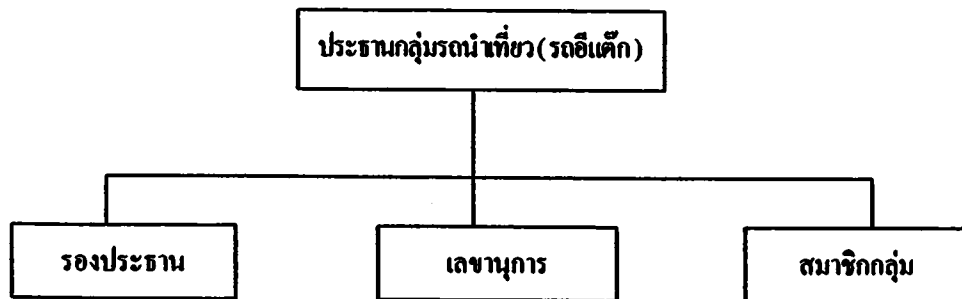 ประธานกลุ่มรถนำเที่ยว(รถอีแต๊ก)
รองประธาน
เลขานุการ
สมาชิกกลุ่ม